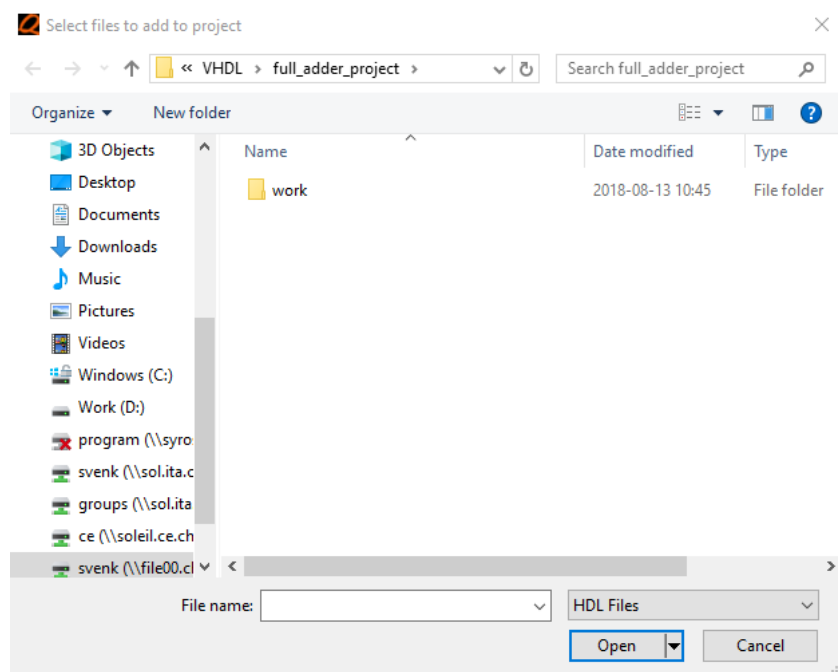 Select files to add to project
« VHDL > full_adder_project >
Search full_adder_project
Organize
New folder
Name
Date modified
Type
3D Objects
Desktop
Documents
Downloads
Music
Pictures
Videos
Windows (C:)
Work (D:)
program (\\syro
svenk (\\sol.ita.c
groups (\\sol.ita
ce (\\soleil.ce.ch
svenk (\\file00.cl
work
2018-08-13 10:45
File folder
File name:
HDL Files
Open
Cancel